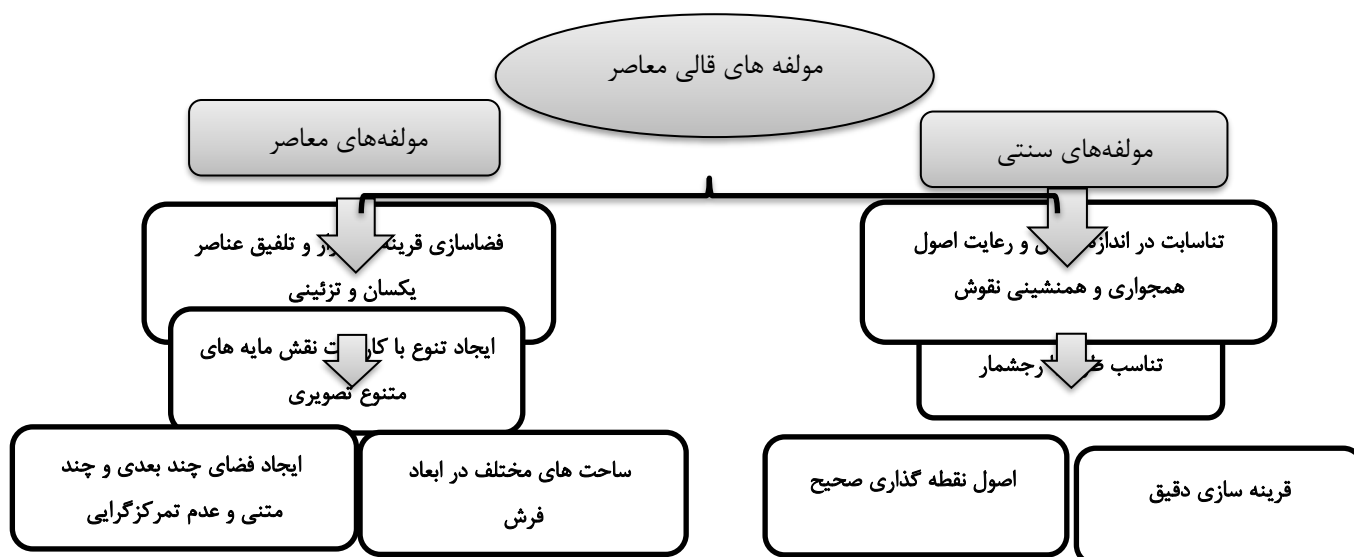 مولفه های قالی معاصر
مولفه‌های سنتی
تناسابت در و رعایت اصول
همجواری و همنشینی نقوش
تناسب رجشمار
قرینه سازی دقیق
اصول نقطه گذاری صحیح
مولفه‌های معاصر
فضاسازی و تلفیق عناصر
یکسان و تزئینی
ایجاد تنوع با نقش مایه های
متنوع تصویری
ساحت های مختلف در ابعاد
فرش
ایجاد فضای چند بعدی و چند
متنی و عدم تمرکزگرایی